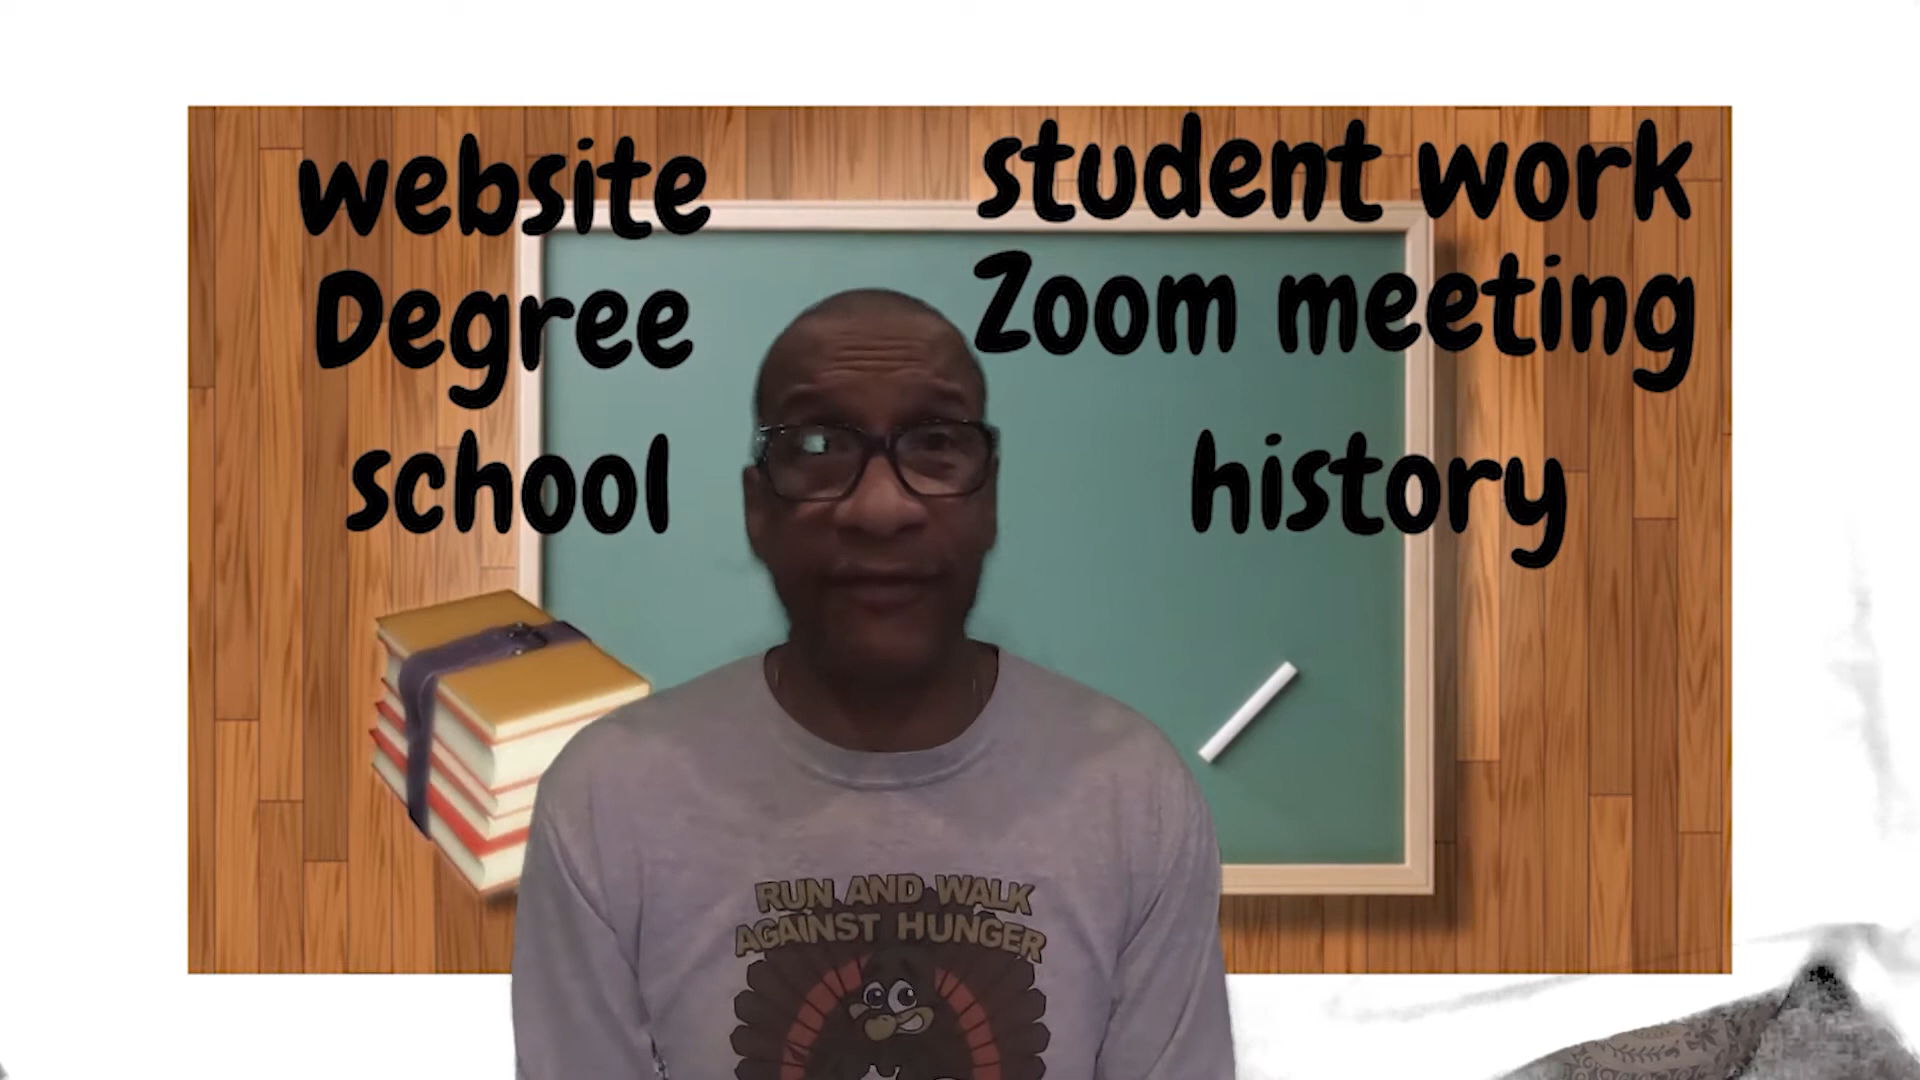 website
Degree
school
student work
Zoom meeting
history
RUN AND WALK
AGAINST HUNGER